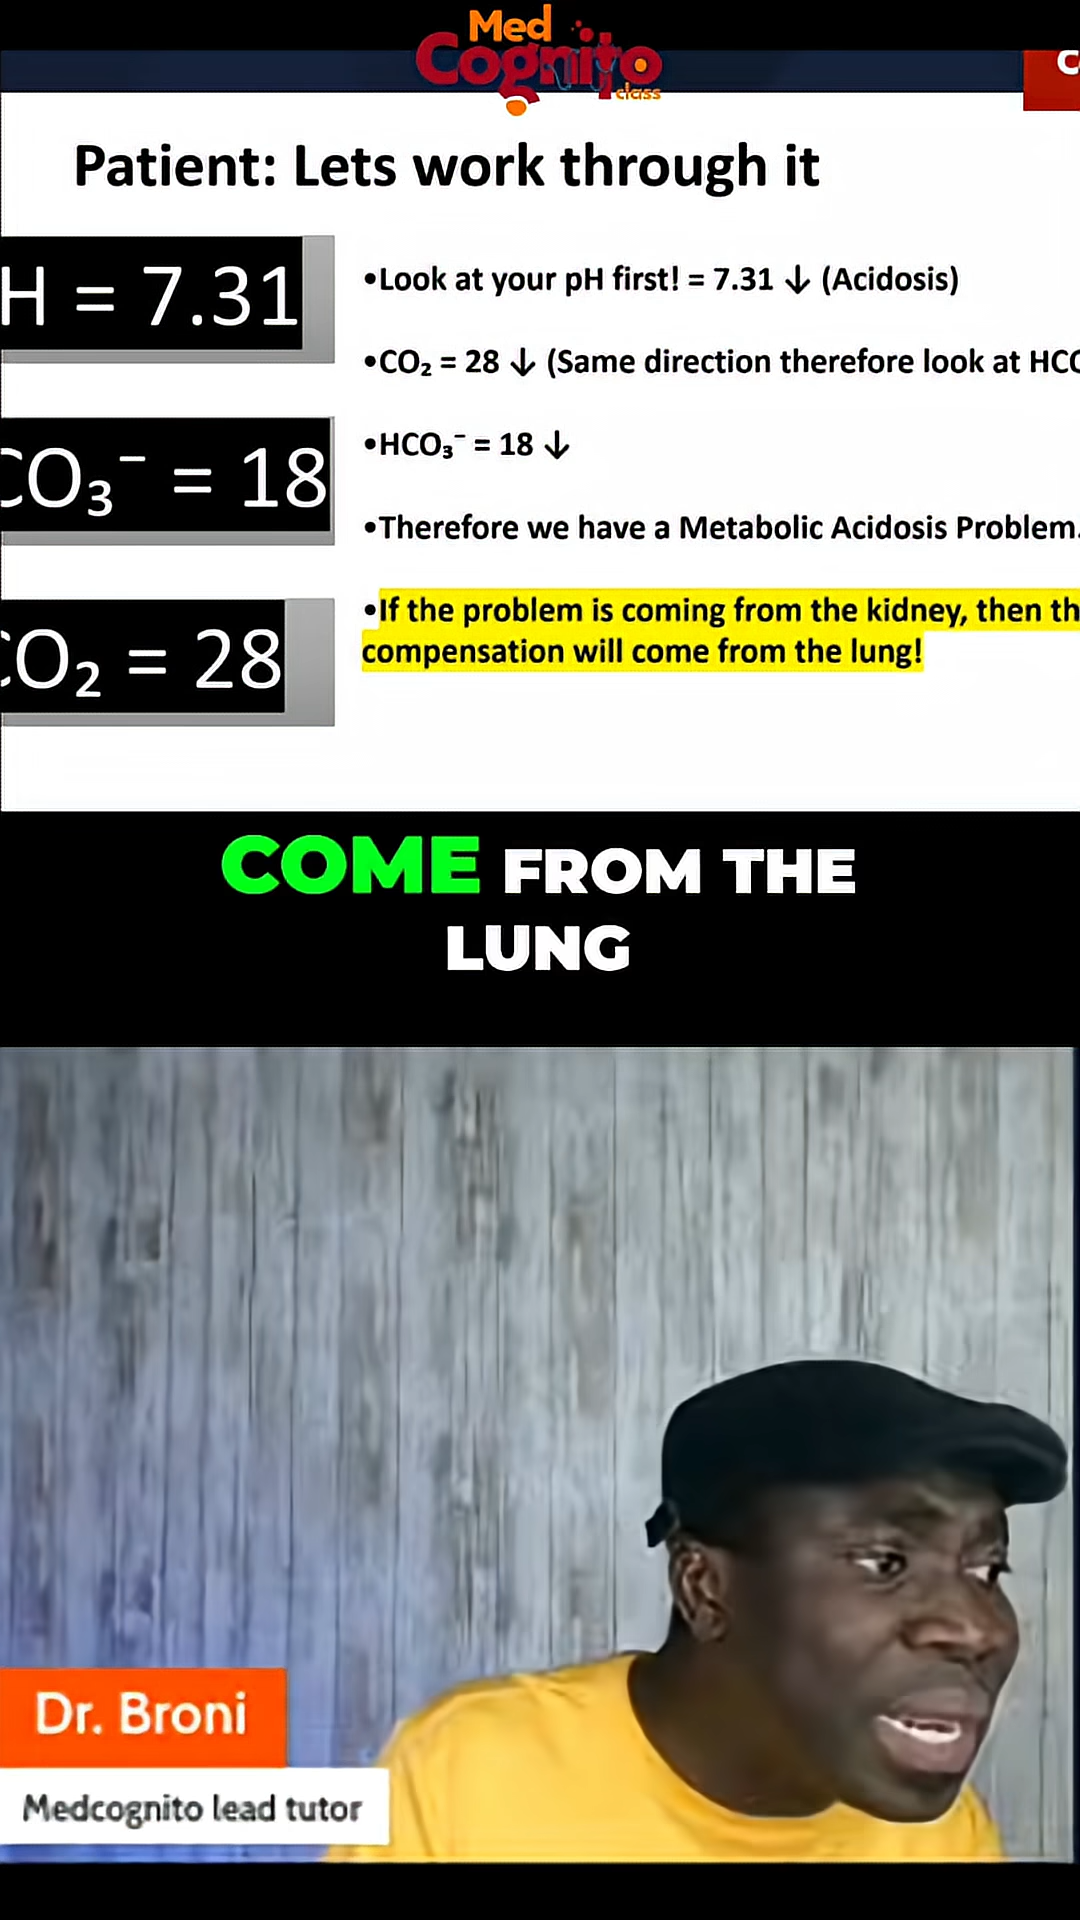 Med
Cognito
class
C
Patient: Lets work through it
H = 7.31
•Look at your pH first! = 7.31 ↓ (Acidosis)
•CO₂ = 28 ↓ (Same direction therefore look at HCO
CO₃⁻ = 18
•HCO₃⁻ = 18 ↓
•Therefore we have a Metabolic Acidosis Problem.
CO₂ = 28
•If the problem is coming from the kidney, then th
compensation will come from the lung!
COME FROM THE
LUNG
Dr. Broni
Medcognito lead tutor